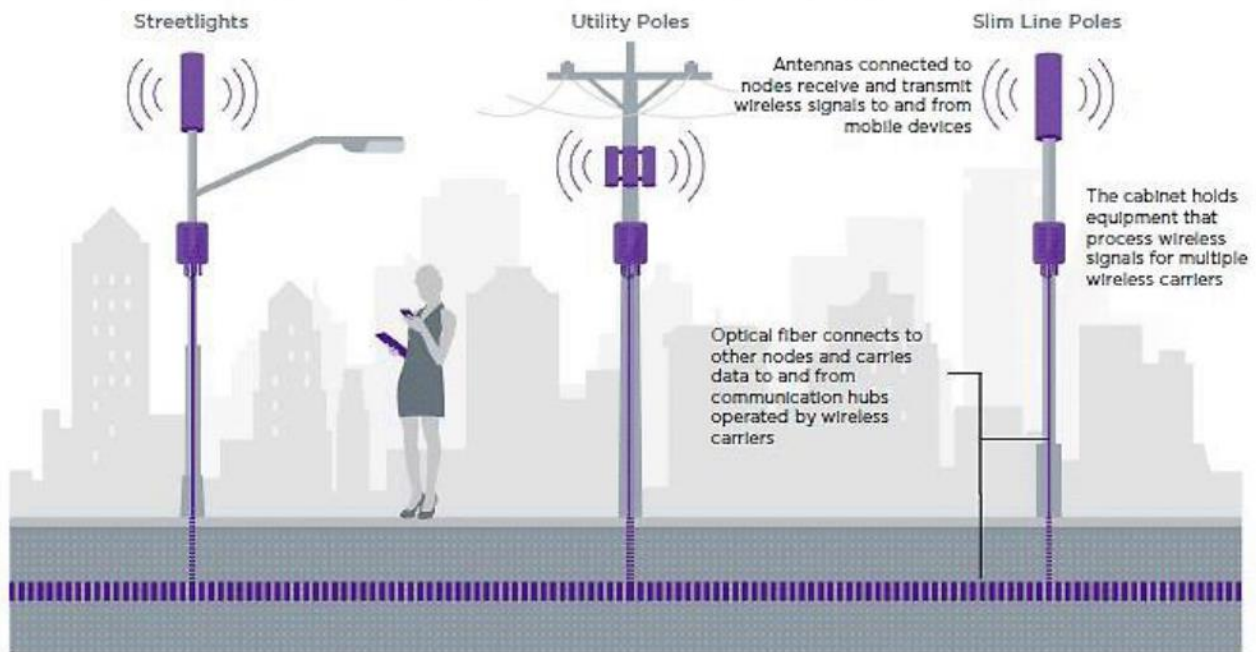 Streetlights
Utility Poles
Slim Line Poles
Antennas connected to
nodes receive and transmit
wireless signals to and from
mobile devices
The cabinet holds
equipment that
process wireless
signals for multiple
wireless carriers
Optical fiber connects to
other nodes and carries
data to and from
communication hubs
operated by wireless
carriers